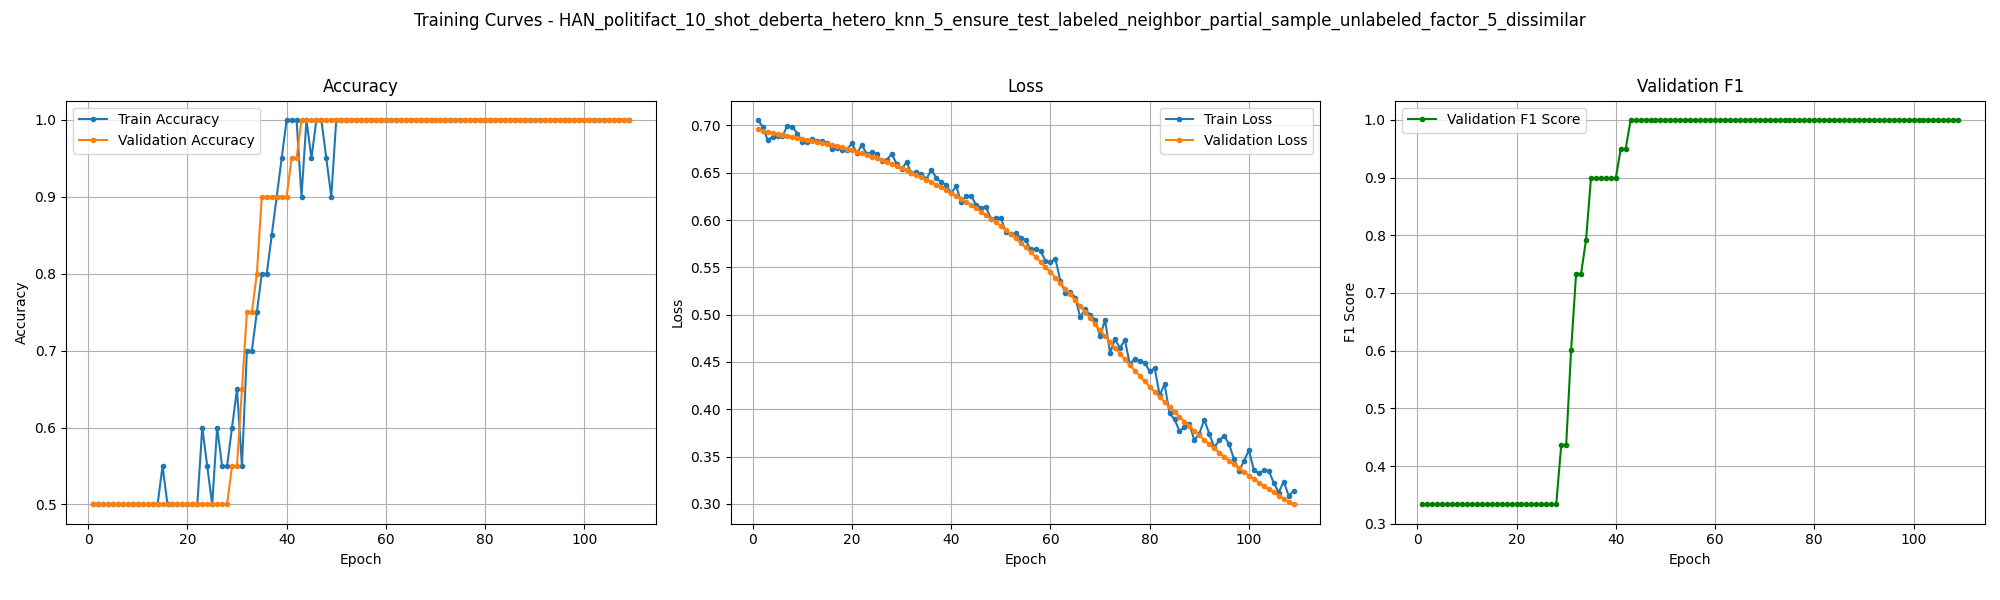 Training Curves - HAN_politifact_10_shot_deberta_hetero_knn_5_ensure_test_labeled_neighbor_partial_sample_unlabeled_factor_5_dissimilar
Accuracy
Train Accuracy
Validation Accuracy
1.0
0.9
0.8
0.7
0.6
0.5
Accuracy
0 20 40 60 80 100
Epoch
Loss
Train Loss
Validation Loss
0.70
0.65
0.60
0.55
0.50
0.45
0.40
0.35
0.30
Loss
0 20 40 60 80 100
Epoch
Validation F1
Validation F1 Score
1.0
0.9
0.8
0.7
0.6
0.5
0.4
0.3
F1 Score
0 20 40 60 80 100
Epoch